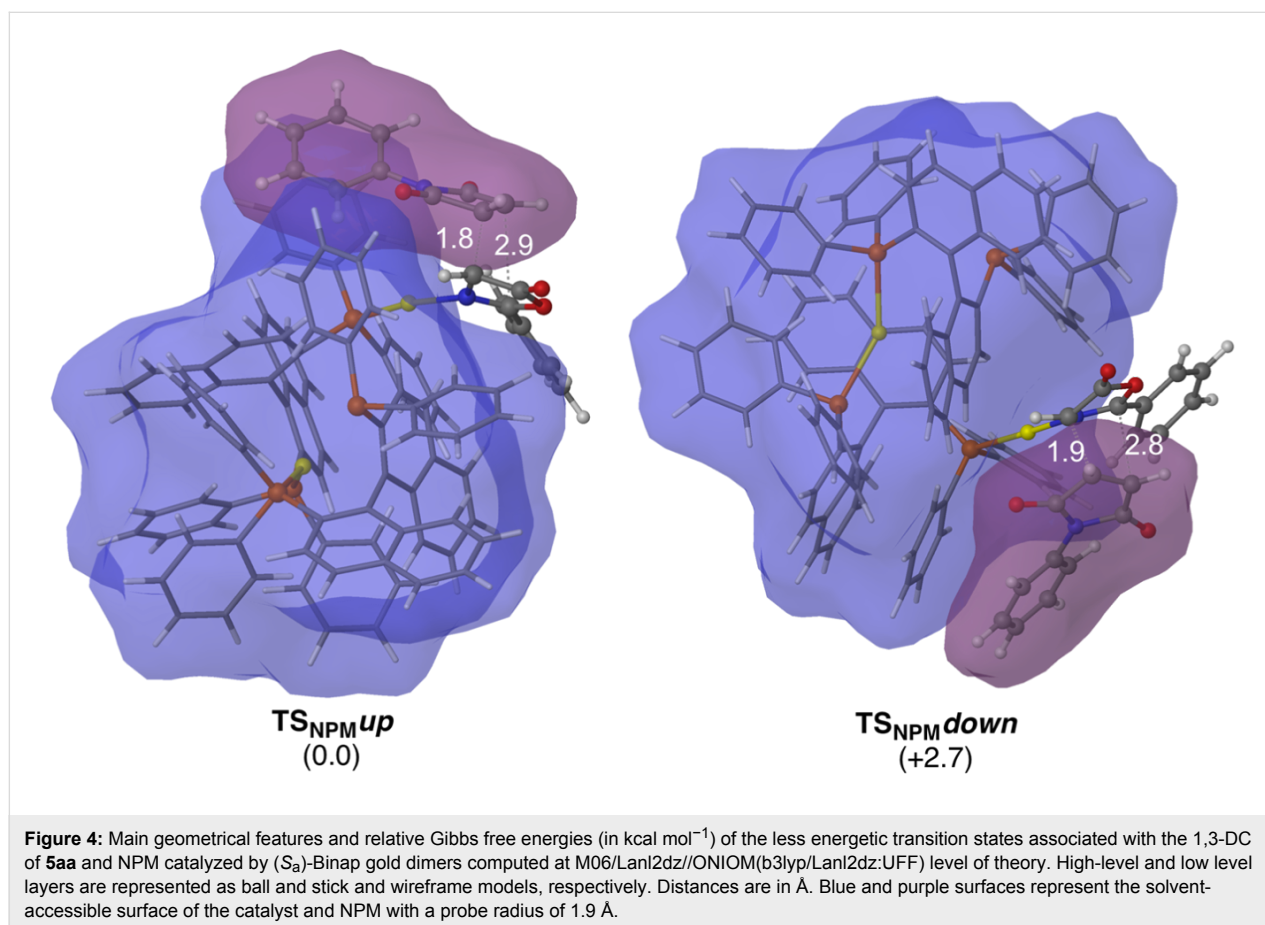 1.8 2.9
1.9 2.8
TSNPMup
(0.0)
TSNPMdown
(+2.7)
Figure 4: Main geometrical features and relative Gibbs free energies (in kcal mol−1) of the less energetic transition states associated with the 1,3-DC
of 5aa and NPM catalyzed by (Sa)-Binap gold dimers computed at M06/Lanl2dz//ONIOM(b3lyp/Lanl2dz:UFF) level of theory. High-level and low level
layers are represented as ball and stick and wireframe models, respectively. Distances are in Å. Blue and purple surfaces represent the solvent-
accessible surface of the catalyst and NPM with a probe radius of 1.9 Å.